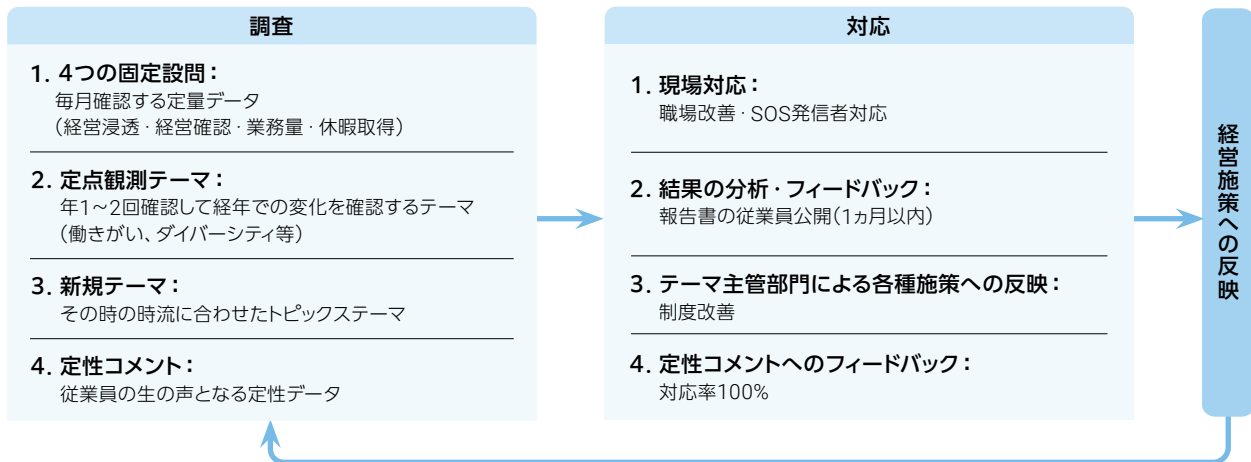 調査
1. 4つの固定設問：
毎月確認する定量データ
（経営浸透・経営確認・業務量・休暇取得）
2. 定点観測テーマ：
年1～2回確認して経年での変化を確認するテーマ
（働きがい、ダイバーシティ等）
3. 新規テーマ：
その時の時流に合わせたトピックステーマ
4. 定性コメント：
従業員の生の声となる定性データ
対応
1. 現場対応：
職場改善・SOS発信者対応
2. 結果の分析・フィードバック：
報告書の従業員公開（1ヵ月以内）
3. テーマ主管部門による各種施策への反映：
制度改善
4. 定性コメントへのフィードバック：
対応率100%
経営施策への反映